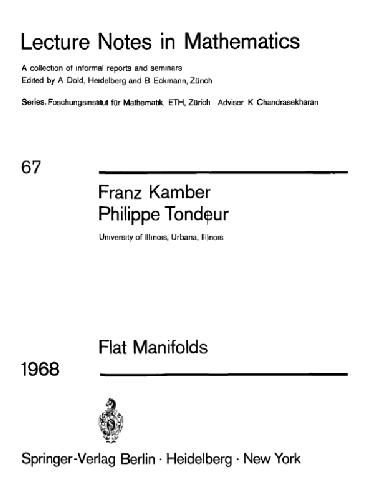 Lecture Notes in Mathematics
A collection of informal reports and seminars
Edited by A Dold, Heidelberg and B Eckmann, Zürich
Series. Forschungsinstitut für Mathematik, ETH, Zürich Adviser K Chandrasekharan
67
Franz Kamber
Philippe Tondeur
University of Illinois, Urbana, Illinois
Flat Manifolds
1968
Springer-Verlag Berlin · Heidelberg · New York